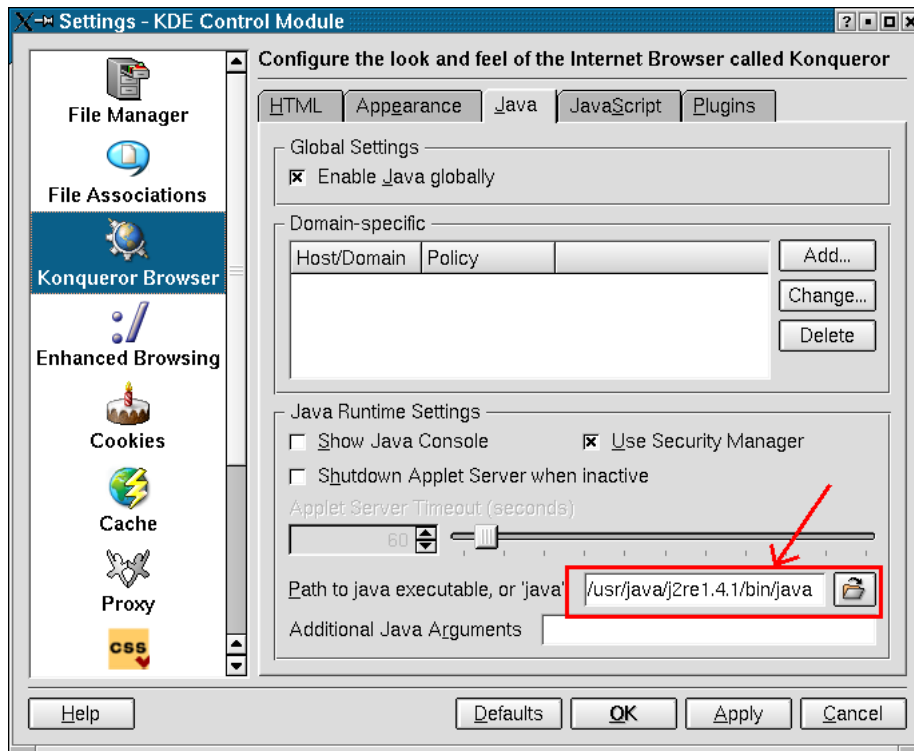 Settings - KDE Control Module
Configure the look and feel of the Internet Browser called Konqueror
File Manager
File Associations
Konqueror Browser
Enhanced Browsing
Cookies
Cache
Proxy
css
HTML Appearance Java JavaScript Plugins
Global Settings
Enable Java globally
Domain-specific
Host/Domain Policy
Add...
Change...
Delete
Java Runtime Settings
Show Java Console Use Security Manager
Shutdown Applet Server when inactive
Applet Server Timeout (seconds)
60
Path to java executable, or 'java' /usr/java/j2re1.4.1/bin/java
Additional Java Arguments
Help Defaults OK Apply Cancel